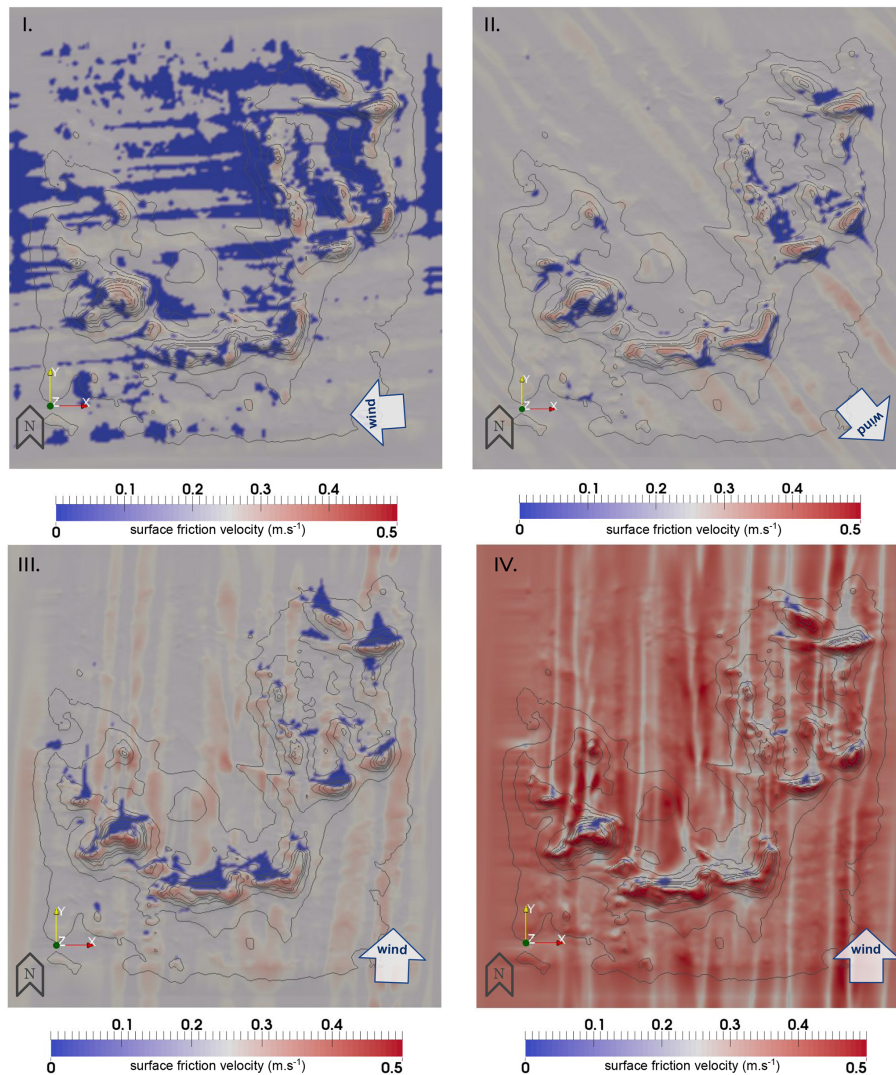 I.
Y
Z X
N
wind
0.1 0.2 0.3 0.4
0 surface friction velocity (m.s⁻¹) 0.5
II.
Y
Z X
N
wind
0.1 0.2 0.3 0.4
0 surface friction velocity (m.s⁻¹) 0.5
III.
Y
Z X
N
wind
0.1 0.2 0.3 0.4
0 surface friction velocity (m.s⁻¹) 0.5
IV.
Y
Z X
N
wind
0.1 0.2 0.3 0.4
0 surface friction velocity (m.s⁻¹) 0.5